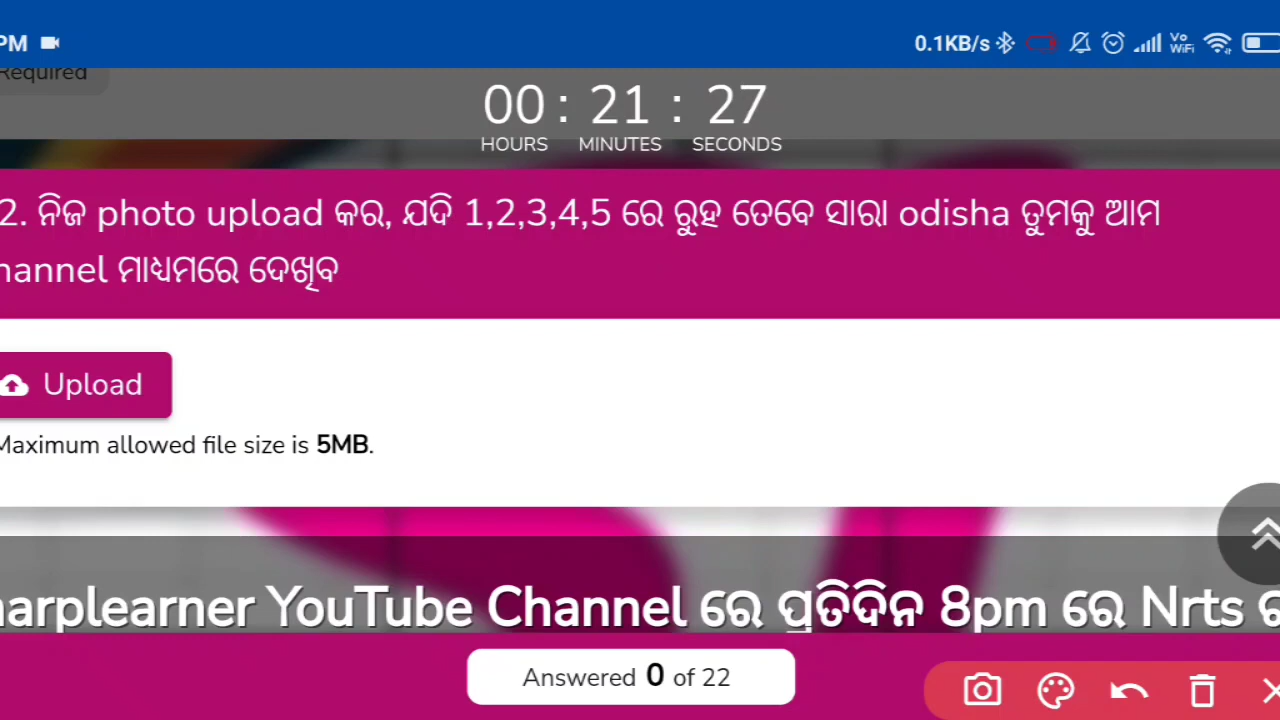 PM 0.1KB/s Vo WiFi
Required
00 : 21 : 27
HOURS MINUTES SECONDS
2. ନିଜ photo upload କର, ଯଦି 1,2,3,4,5 ରେ ରୁହ ତେବେ ସାରା odisha ତୁମକୁ ଆମ
hannel ମାଧ୍ୟମରେ ଦେଖିବ
Upload
Maximum allowed file size is 5MB.
harplearner YouTube Channel ରେ ପ୍ରତିଦିନ 8pm ରେ Nrts
Answered 0 of 22